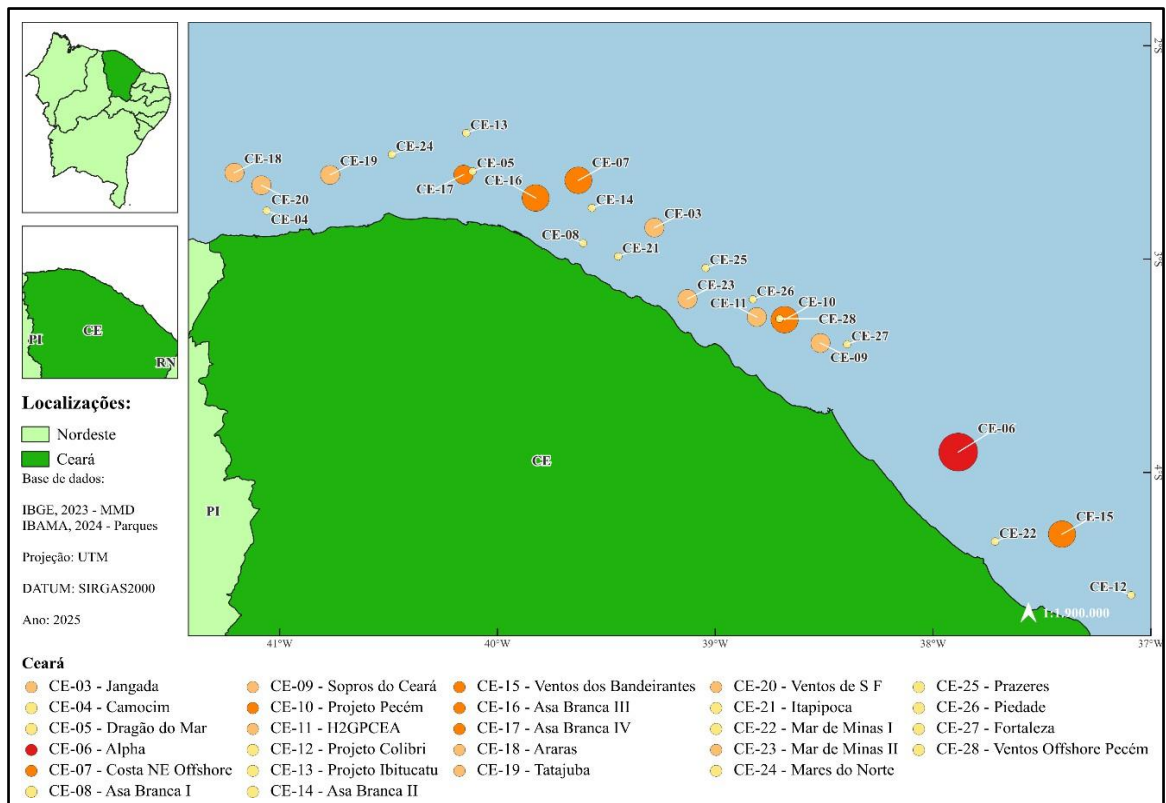 CE-13
CE-24
CE-18
CE-19
CE-05
CE-07
CE-17
CE-16
CE-20
CE-04
CE-14
CE-03
CE-08
CE-21
CE-25
CE-23
CE-26
CE-11
CE-10
CE-28
CE-27
CE-09
CE-06
CE-15
CE-22
CE-12
2°S
3°S
4°S
CE
PI
1:1.900.000
41°W
40°W
39°W
38°W
37°W
CE
PI
RN
Localizações:
Nordeste
Ceará
Base de dados:
IBGE, 2023 - MMD
IBAMA, 2024 - Parques
Projeção: UTM
DATUM: SIRGAS2000
Ano: 2025
Ceará
CE-03 - Jangada
CE-04 - Camocim
CE-05 - Dragão do Mar
CE-06 - Alpha
CE-07 - Costa NE Offshore
CE-08 - Asa Branca I
CE-09 - Sopros do Ceará
CE-10 - Projeto Pecém
CE-11 - H2GPCEA
CE-12 - Projeto Colibri
CE-13 - Projeto Ibitucatu
CE-14 - Asa Branca II
CE-15 - Ventos dos Bandeirantes
CE-16 - Asa Branca III
CE-17 - Asa Branca IV
CE-18 - Araras
CE-19 - Tatajuba
CE-20 - Ventos de S F
CE-21 - Itapipoca
CE-22 - Mar de Minas I
CE-23 - Mar de Minas II
CE-24 - Mares do Norte
CE-25 - Prazeres
CE-26 - Piedade
CE-27 - Fortaleza
CE-28 - Ventos Offshore Pecém